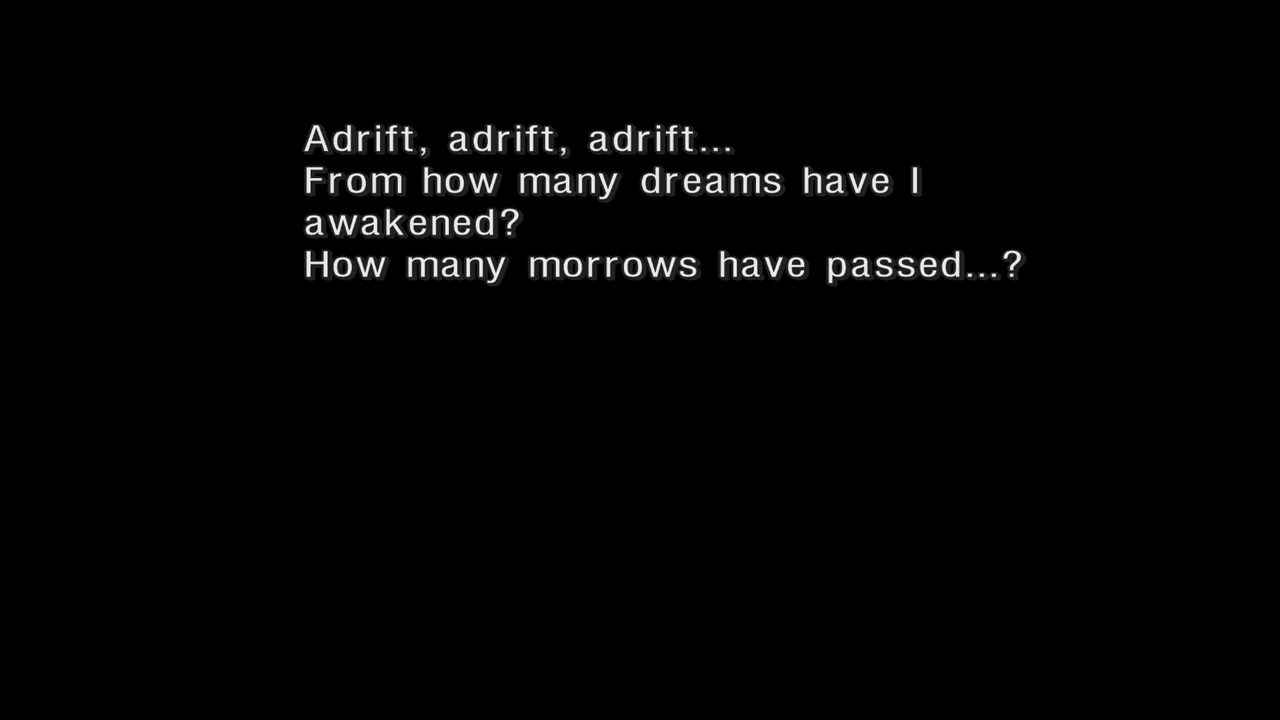 Adrift, adrift, adrift...
From how many dreams have I
awakened?
How many morrows have passed...?